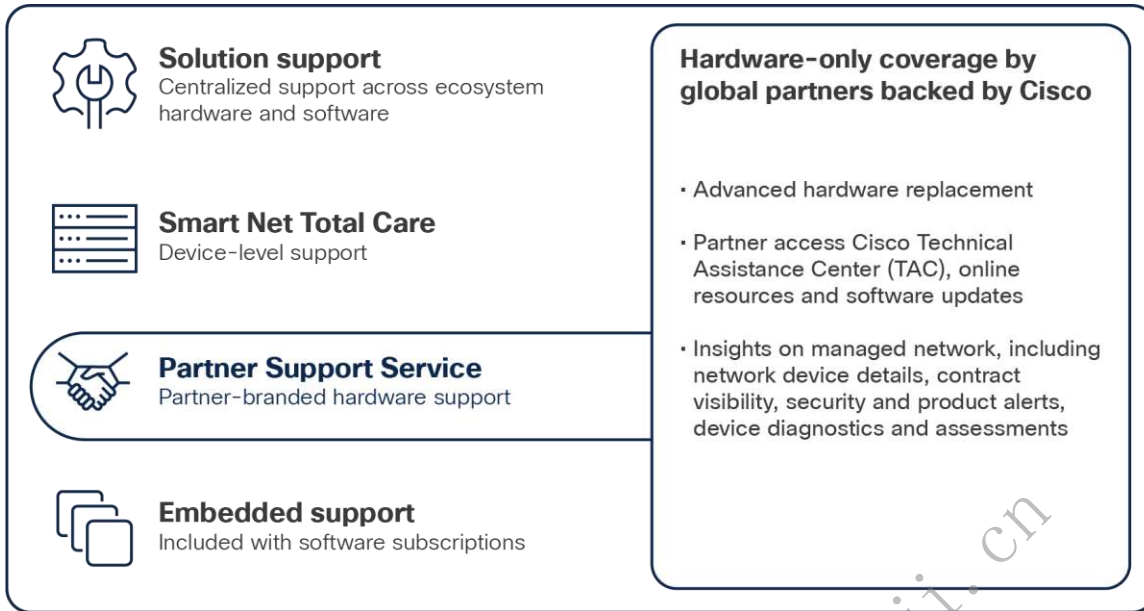 Solution support
Centralized support across ecosystem
hardware and software
Smart Net Total Care
Device-level support
Partner Support Service
Partner-branded hardware support
Embedded support
Included with software subscriptions
Hardware-only coverage by
global partners backed by Cisco
· Advanced hardware replacement
· Partner access Cisco Technical
Assistance Center (TAC), online
resources and software updates
· Insights on managed network, including
network device details, contract
visibility, security and product alerts,
device diagnostics and assessments